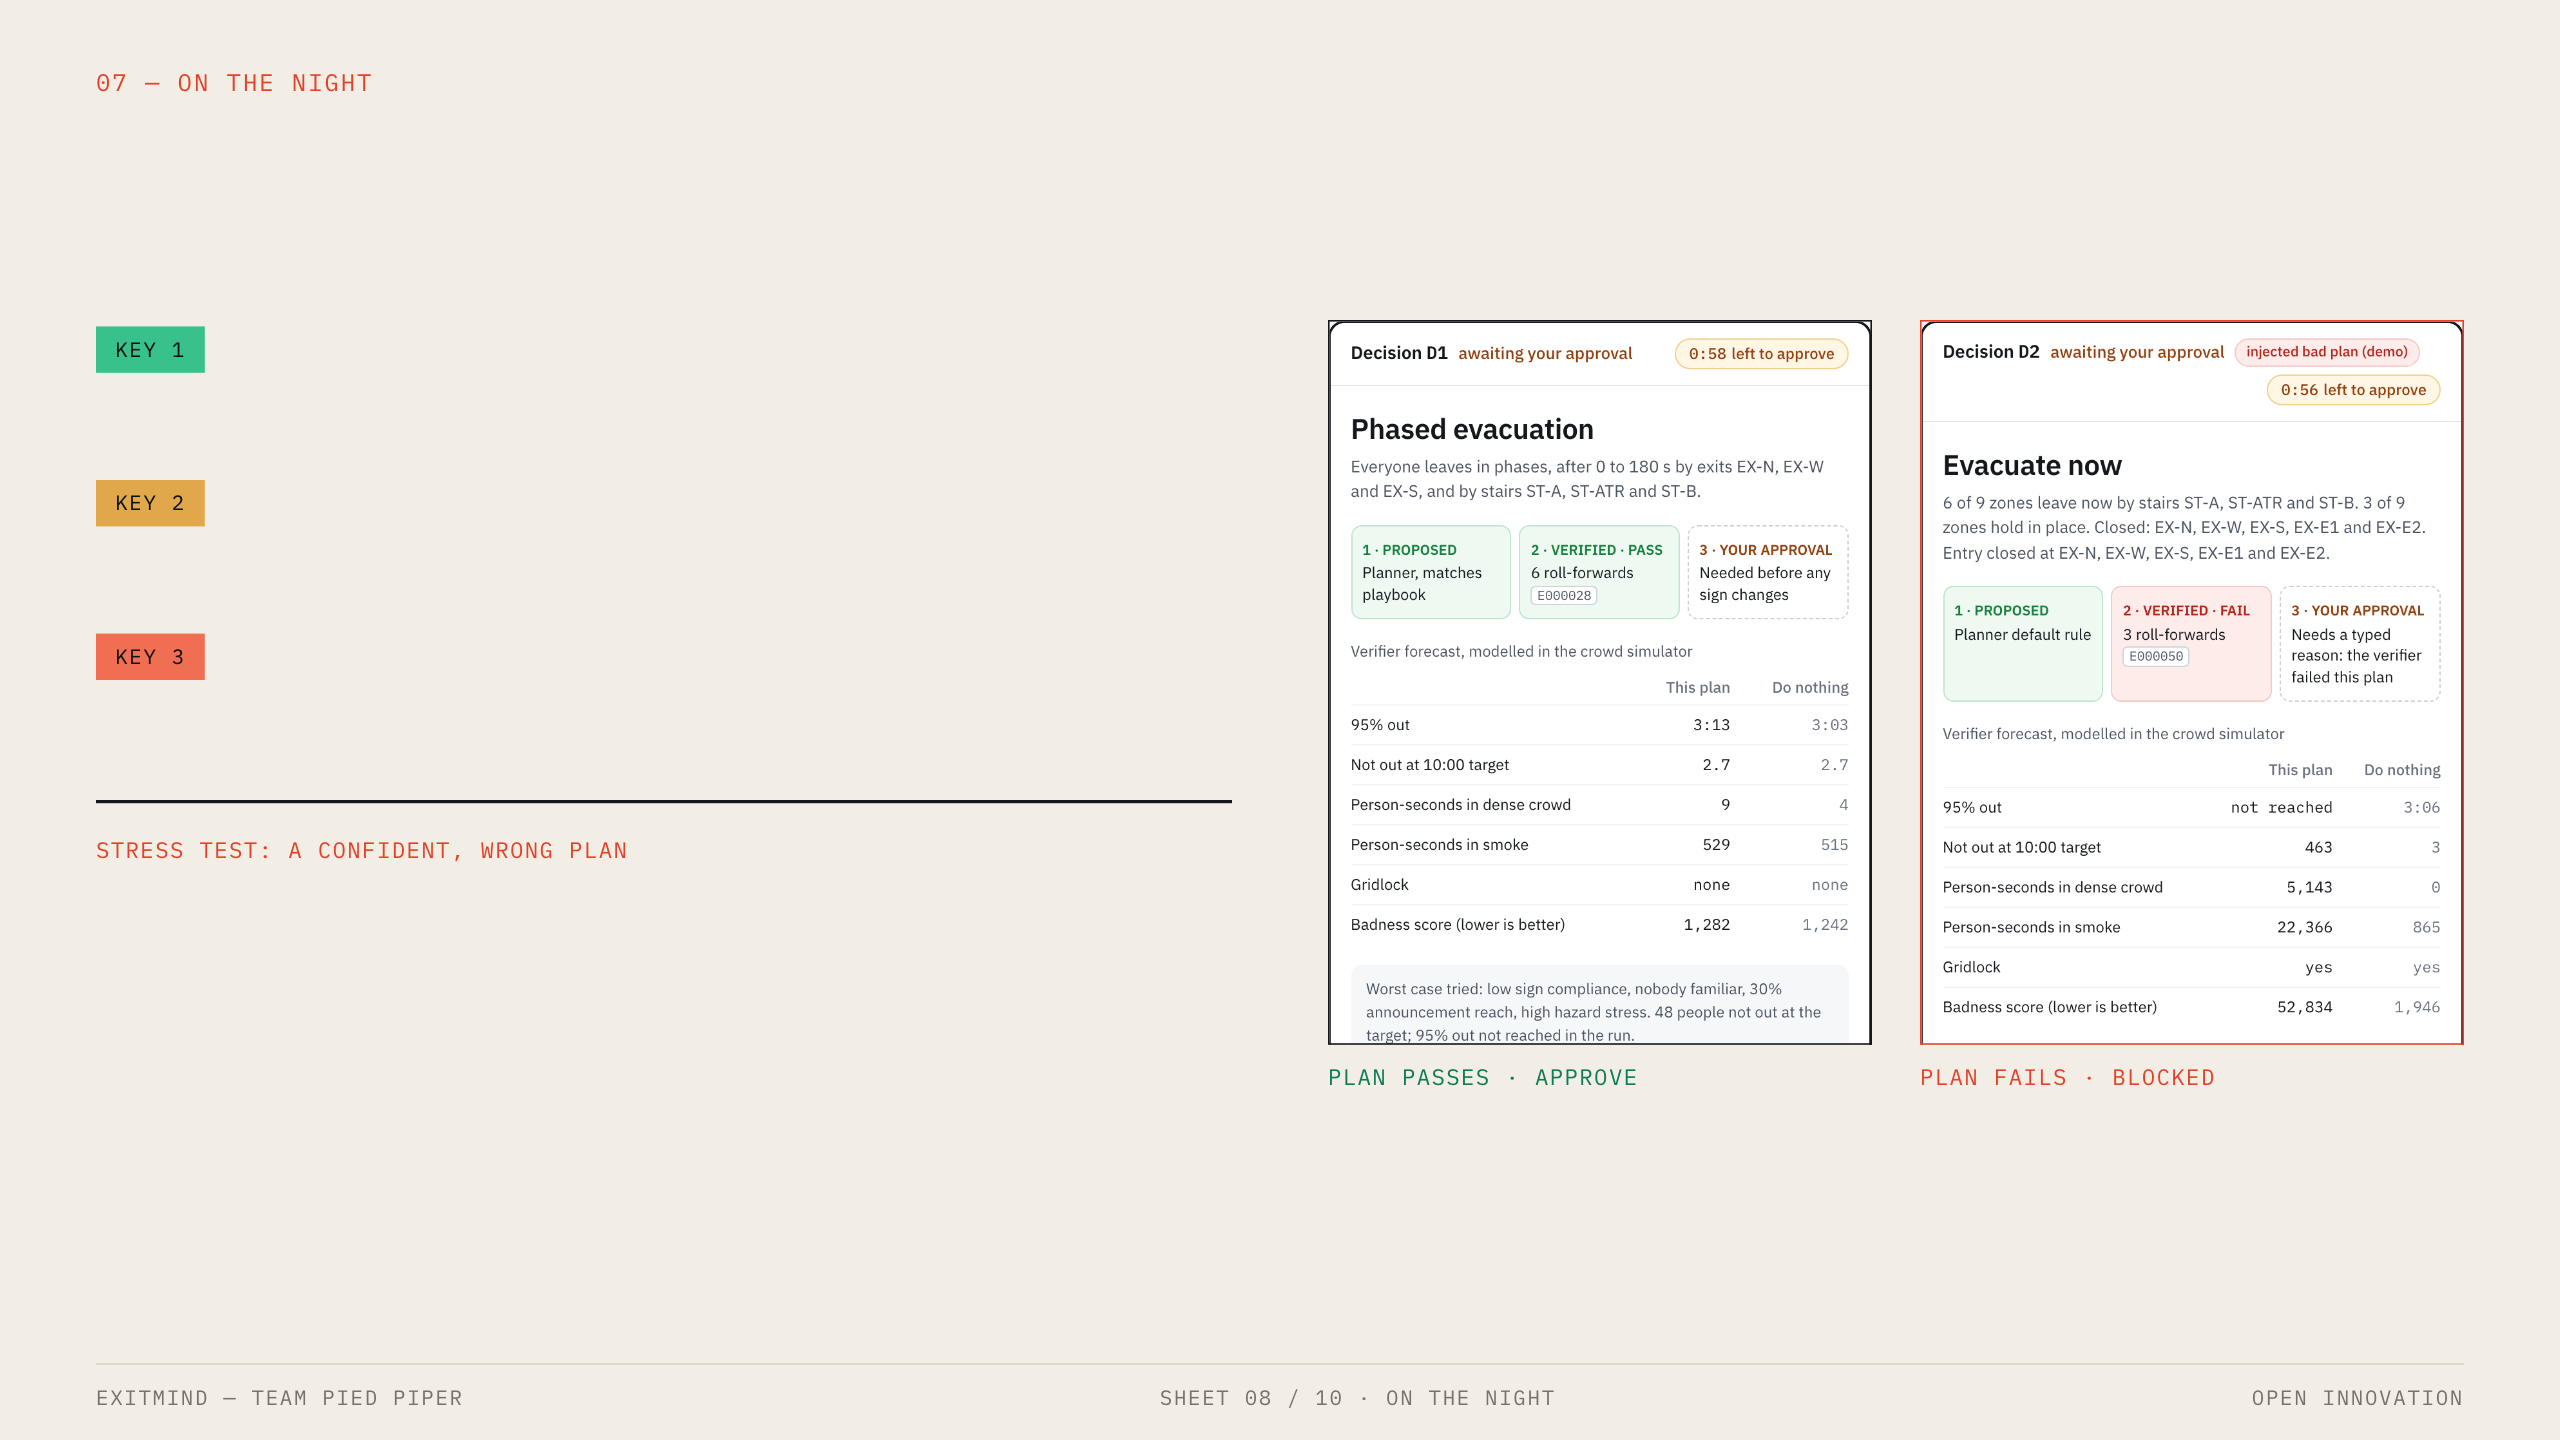 07 — ON THE NIGHT
KEY 1
KEY 2
KEY 3
STRESS TEST: A CONFIDENT, WRONG PLAN
Decision D1 awaiting your approval 0:58 left to approve
Phased evacuation
Everyone leaves in phases, after 0 to 180 s by exits EX-N, EX-W
and EX-S, and by stairs ST-A, ST-ATR and ST-B.
1 · PROPOSED
Planner, matches
playbook
2 · VERIFIED · PASS
6 roll-forwards
E000028
3 · YOUR APPROVAL
Needed before any
sign changes
Verifier forecast, modelled in the crowd simulator
This plan Do nothing
95% out 3:13 3:03
Not out at 10:00 target 2.7 2.7
Person-seconds in dense crowd 9 4
Person-seconds in smoke 529 515
Gridlock none none
Badness score (lower is better) 1,282 1,242
Worst case tried: low sign compliance, nobody familiar, 30%
announcement reach, high hazard stress. 48 people not out at the
target; 95% out not reached in the run.
PLAN PASSES · APPROVE
Decision D2 awaiting your approval injected bad plan (demo)
0:56 left to approve
Evacuate now
6 of 9 zones leave now by stairs ST-A, ST-ATR and ST-B. 3 of 9
zones hold in place. Closed: EX-N, EX-W, EX-S, EX-E1 and EX-E2.
Entry closed at EX-N, EX-W, EX-S, EX-E1 and EX-E2.
1 · PROPOSED
Planner default rule
2 · VERIFIED · FAIL
3 roll-forwards
E000050
3 · YOUR APPROVAL
Needs a typed
reason: the verifier
failed this plan
Verifier forecast, modelled in the crowd simulator
This plan Do nothing
95% out not reached 3:06
Not out at 10:00 target 463 3
Person-seconds in dense crowd 5,143 0
Person-seconds in smoke 22,366 865
Gridlock yes yes
Badness score (lower is better) 52,834 1,946
PLAN FAILS · BLOCKED
EXITMIND — TEAM PIED PIPER
SHEET 08 / 10 · ON THE NIGHT
OPEN INNOVATION